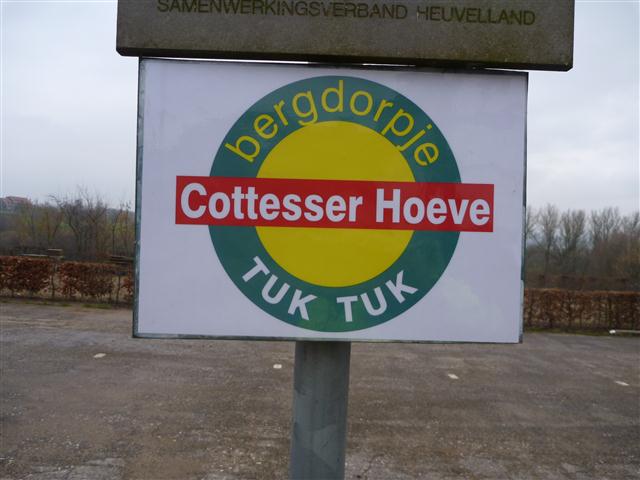 SAMENWERKINGSVERBAND HEUVELLAND
bergdorpje
Cottesser Hoeve
TUK TUK